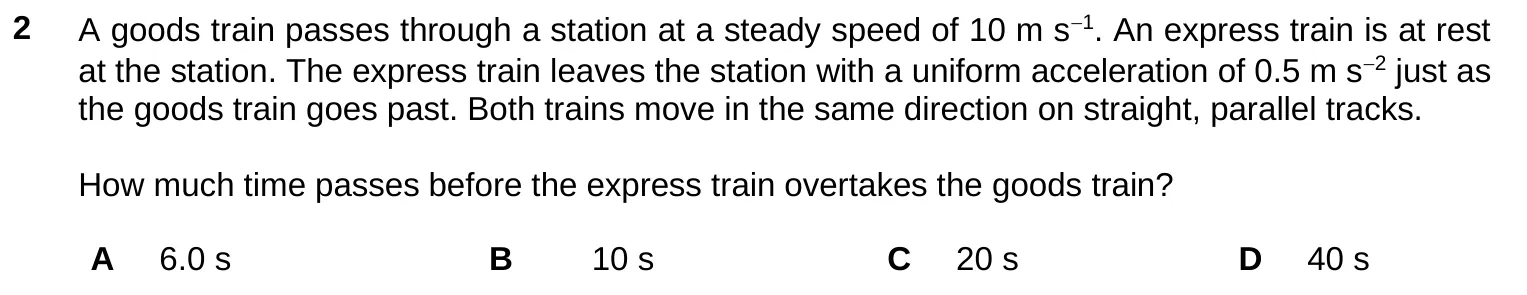 2 A goods train passes through a station at a steady speed of 10 m s⁻¹. An express train is at rest
at the station. The express train leaves the station with a uniform acceleration of 0.5 m s⁻² just as
the goods train goes past. Both trains move in the same direction on straight, parallel tracks.
How much time passes before the express train overtakes the goods train?
A 6.0 s B 10 s C 20 s D 40 s